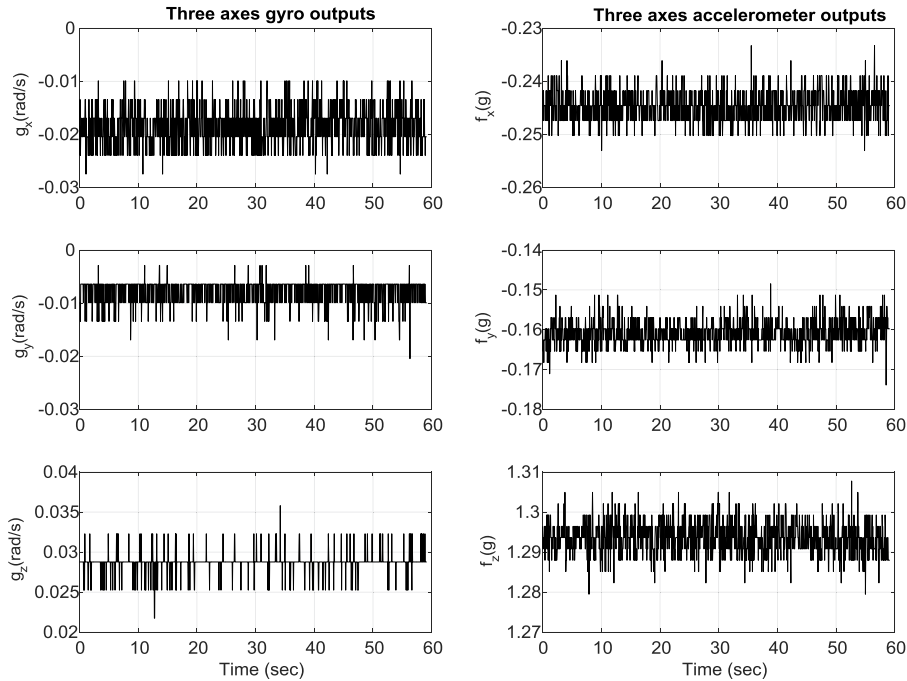 Three axes gyro outputs
0
-0.01
-0.02
-0.03
g_x(rad/s)
0 10 20 30 40 50 60
Three axes accelerometer outputs
-0.23
-0.24
-0.25
-0.26
f_x(g)
0 10 20 30 40 50 60
0
-0.01
-0.02
-0.03
g_y(rad/s)
0 10 20 30 40 50 60
-0.14
-0.15
-0.16
-0.17
-0.18
f_y(g)
0 10 20 30 40 50 60
0.04
0.035
0.03
0.025
0.02
g_z(rad/s)
0 10 20 30 40 50 60
Time (sec)
1.31
1.3
1.29
1.28
1.27
f_z(g)
0 10 20 30 40 50 60
Time (sec)